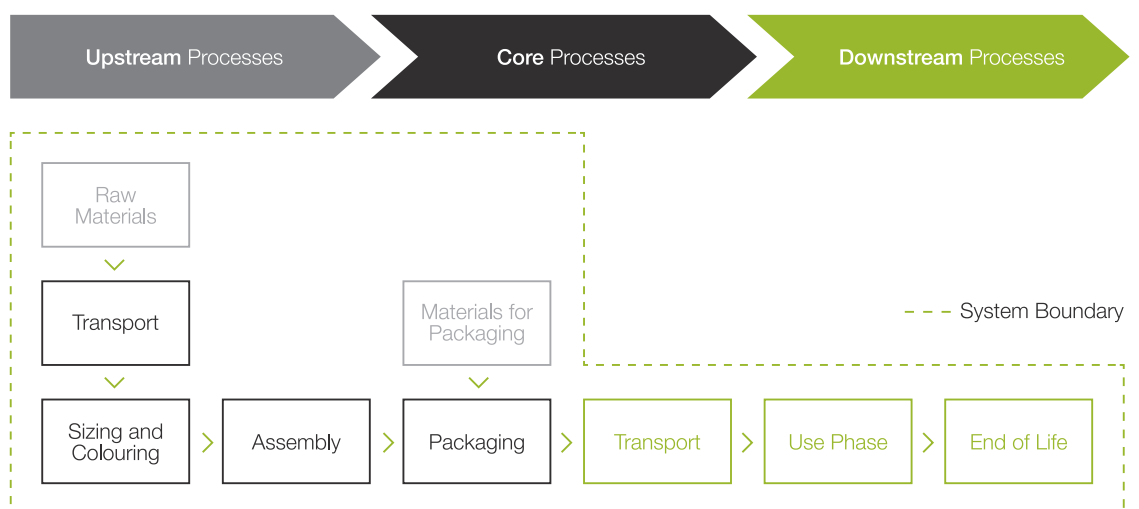 Upstream Processes
Core Processes
Downstream Processes
Raw
Materials
Transport
Materials for
Packaging
System Boundary
Sizing and
Colouring
Assembly
Packaging
Transport
Use Phase
End of Life